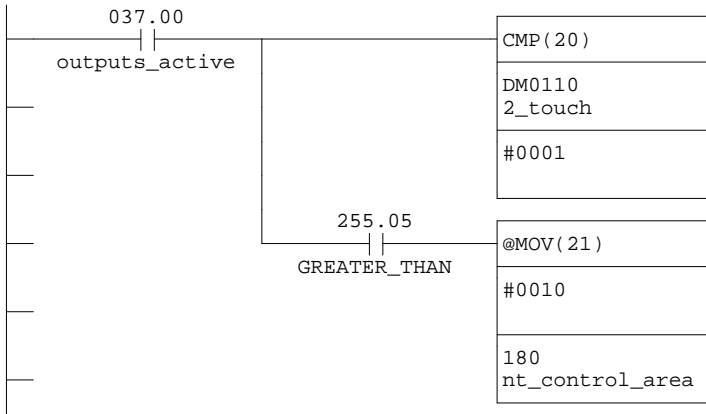 037.00
outputs_active
CMP(20)
DM0110
2_touch
#0001
255.05
GREATER_THAN
@MOV(21)
#0010
180
nt_control_area